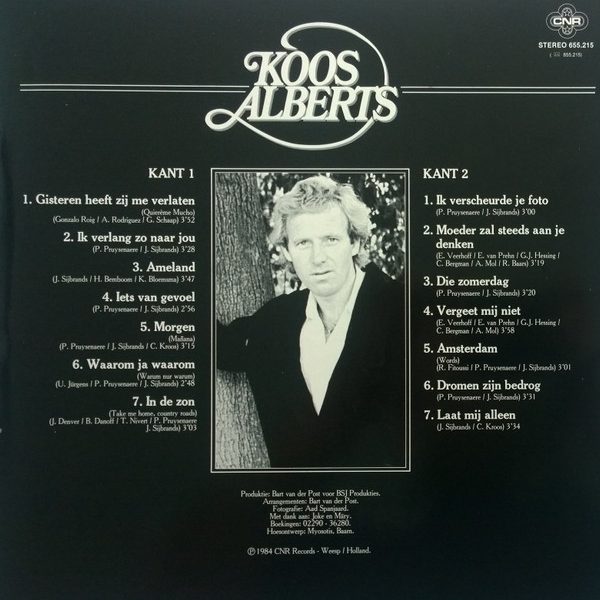 CNR
STEREO 655.215
KOOS
ALBERTS
KANT 1
1. Gisteren heeft zij me verlaten
(Quiérème Mucho)
(Gonzalo Roig / A. Rodriguez / G. Schaap) 3'52
2. Ik verlang zo naar jou
(P. Pruysenaere / J. Sijbrands) 3'28
3. Ameland
(J. Sijbrands / H. Bernboom / K. Bloemsma) 3'47
4. Iets van gevoel
(P. Pruysenaere / J. Sijbrands) 2'56
5. Morgen
(Mañana)
(P. Pruysenaere / J. Sijbrands / C. Kroos) 3'15
6. Waarom ja waarom
(Warum nur warum)
(U. Jürgens / P. Pruysenaere / J. Sijbrands) 2'48
7. In de zon
(Take me home, country roads)
(J. Denver / B. Danoff / T. Nivert / P. Pruysenaere
J. Sijbrands) 3'03
KANT 2
1. Ik verscheurde je foto
(P. Pruysenaere / J. Sijbrands) 3'00
2. Moeder zal steeds aan je
denken
(E. Veerhoff / E. van Prehn / G.J. Hessing /
C. Bergman / A. Mol / R. Baars) 3'19
3. Die zomerdag
(P. Pruysenaere / J. Sijbrands) 3'20
4. Vergeet mij niet
(E. Veerhoff / E. van Prehn / G.J. Hessing /
C. Bergman / A. Mol) 3'58
5. Amsterdam
(Words)
(R. Fitoussi / P. Pruysenaere / J. Sijbrands) 3'01
6. Dromen zijn bedrog
(P. Pruysenaere / J. Sijbrands) 3'31
7. Laat mij alleen
(J. Sijbrands / C. Kroos) 3'34
Produktie: Bart van der Post voor BSJ Produkties.
Arrangementen: Bart van der Post.
Fotografie: Aad Spanjaard.
Met dank aan: Joke en Màry.
Boekingen: 02290 - 36280.
Hoesontwerp: Myosotis, Baarn.
Ⓟ 1984 CNR Records - Weesp / Holland.